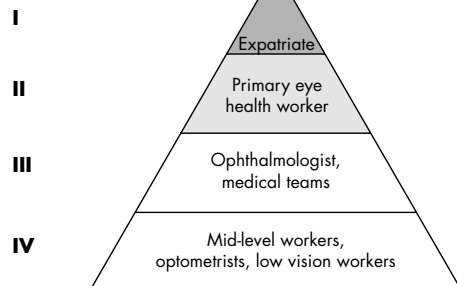 I
Expatriate
II
Primary eye
health worker
III
Ophthalmologist,
medical teams
IV
Mid-level workers,
optometrists, low vision workers